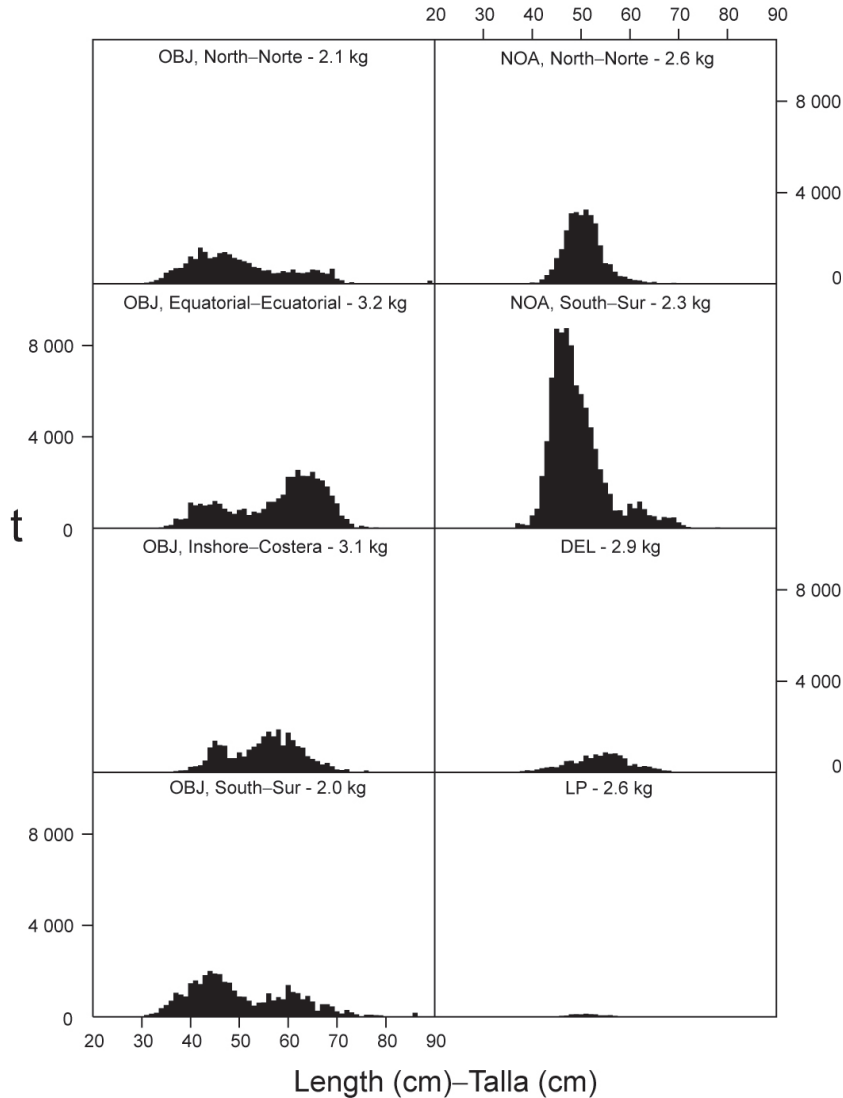 20 30 40 50 60 70 80 90
OBJ, North–Norte - 2.1 kg
NOA, North–Norte - 2.6 kg
8 000
4 000
0
OBJ, Equatorial–Ecuatorial - 3.2 kg
NOA, South–Sur - 2.3 kg
8 000
4 000
0
t
OBJ, Inshore–Costera - 3.1 kg
DEL - 2.9 kg
8 000
4 000
0
OBJ, South–Sur - 2.0 kg
LP - 2.6 kg
8 000
4 000
0
20 30 40 50 60 70 80 90
Length (cm)–Talla (cm)